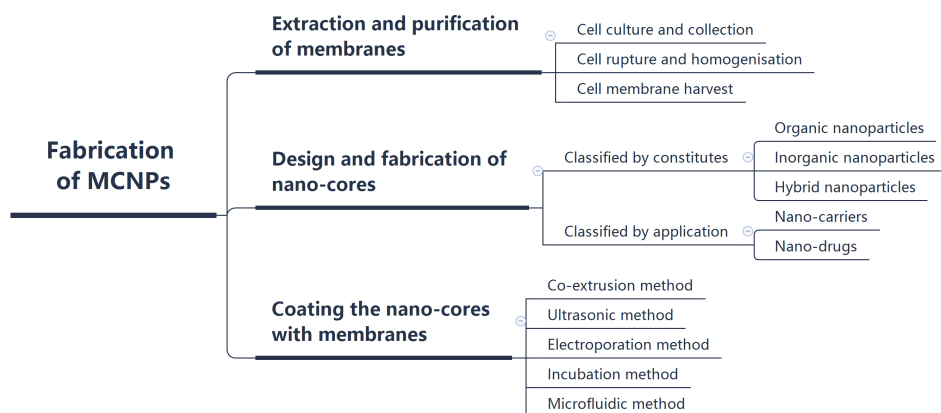 Fabrication
of MCNPs
Extraction and purification
of membranes
Cell culture and collection
Cell rupture and homogenisation
Cell membrane harvest
Design and fabrication of
nano-cores
Classified by constitutes
Organic nanoparticles
Inorganic nanoparticles
Hybrid nanoparticles
Classified by application
Nano-carriers
Nano-drugs
Coating the nano-cores
with membranes
Co-extrusion method
Ultrasonic method
Electroporation method
Incubation method
Microfluidic method